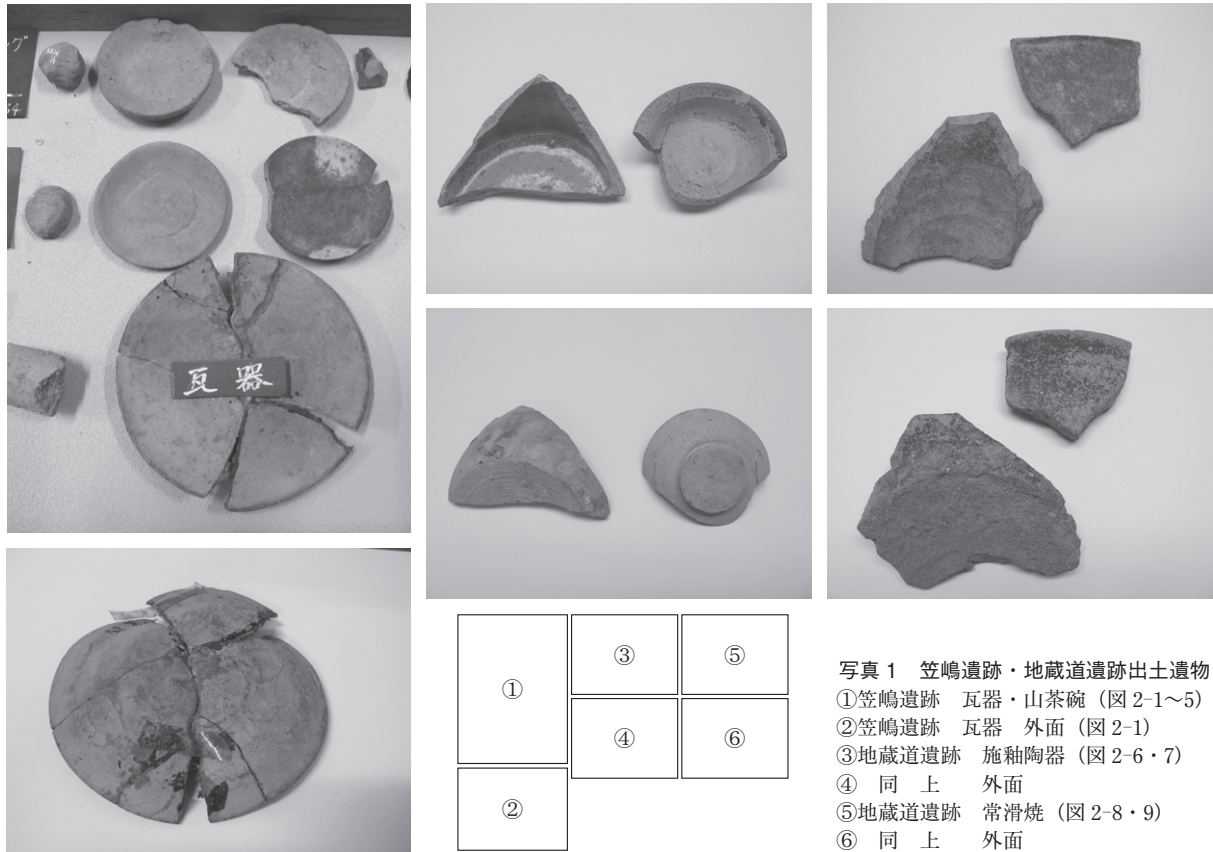 瓦器
64
①
②
③
④
⑤
⑥
写真1　笠嶋遺跡・地蔵道遺跡出土遺物
①笠嶋遺跡　瓦器・山茶碗（図2-1〜5）
②笠嶋遺跡　瓦器　外面（図2-1）
③地蔵道遺跡　施釉陶器（図2-6・7）
④　同　上　　外面
⑤地蔵道遺跡　常滑焼（図2-8・9）
⑥　同　上　　外面